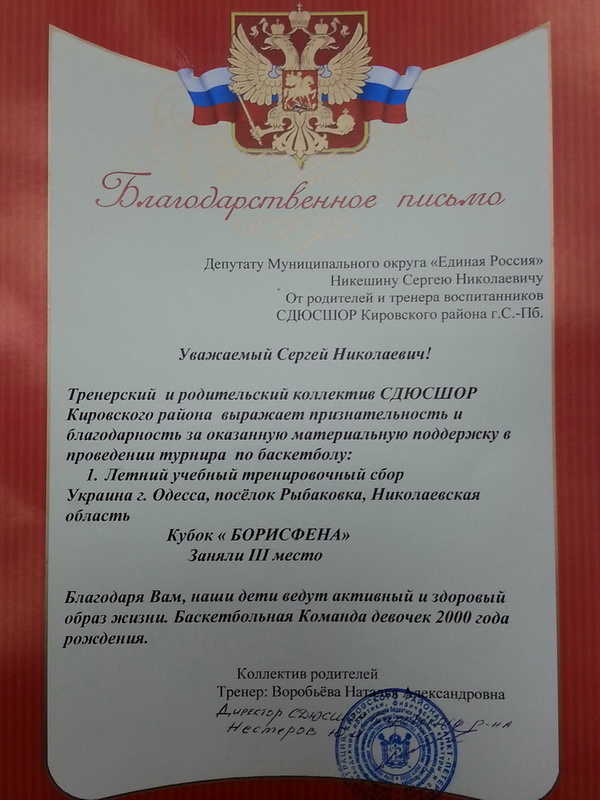 Благодарственное письмо
Депутату Муниципального округа «Единая Россия»
Никешину Сергею Николаевичу
От родителей и тренера воспитанников
СДЮСШОР Кировского района г.С.-Пб.
Уважаемый Сергей Николаевич!
Тренерский и родительский коллектив СДЮСШОР
Кировского района выражает признательность и
благодарность за оказанную материальную поддержку в
проведении турнира по баскетболу:
1. Летний учебный тренировочный сбор
Украина г. Одесса, посёлок Рыбаковка, Николаевская
область
Кубок « БОРИСФЕНА»
Заняли III место
Благодаря Вам, наши дети ведут активный и здоровый
образ жизни. Баскетбольная Команда девочек 2000 года
рождения.
Коллектив родителей
Тренер: Воробьёва Наталья Александровна
Директор СДЮСШОР р-на
Нестеров